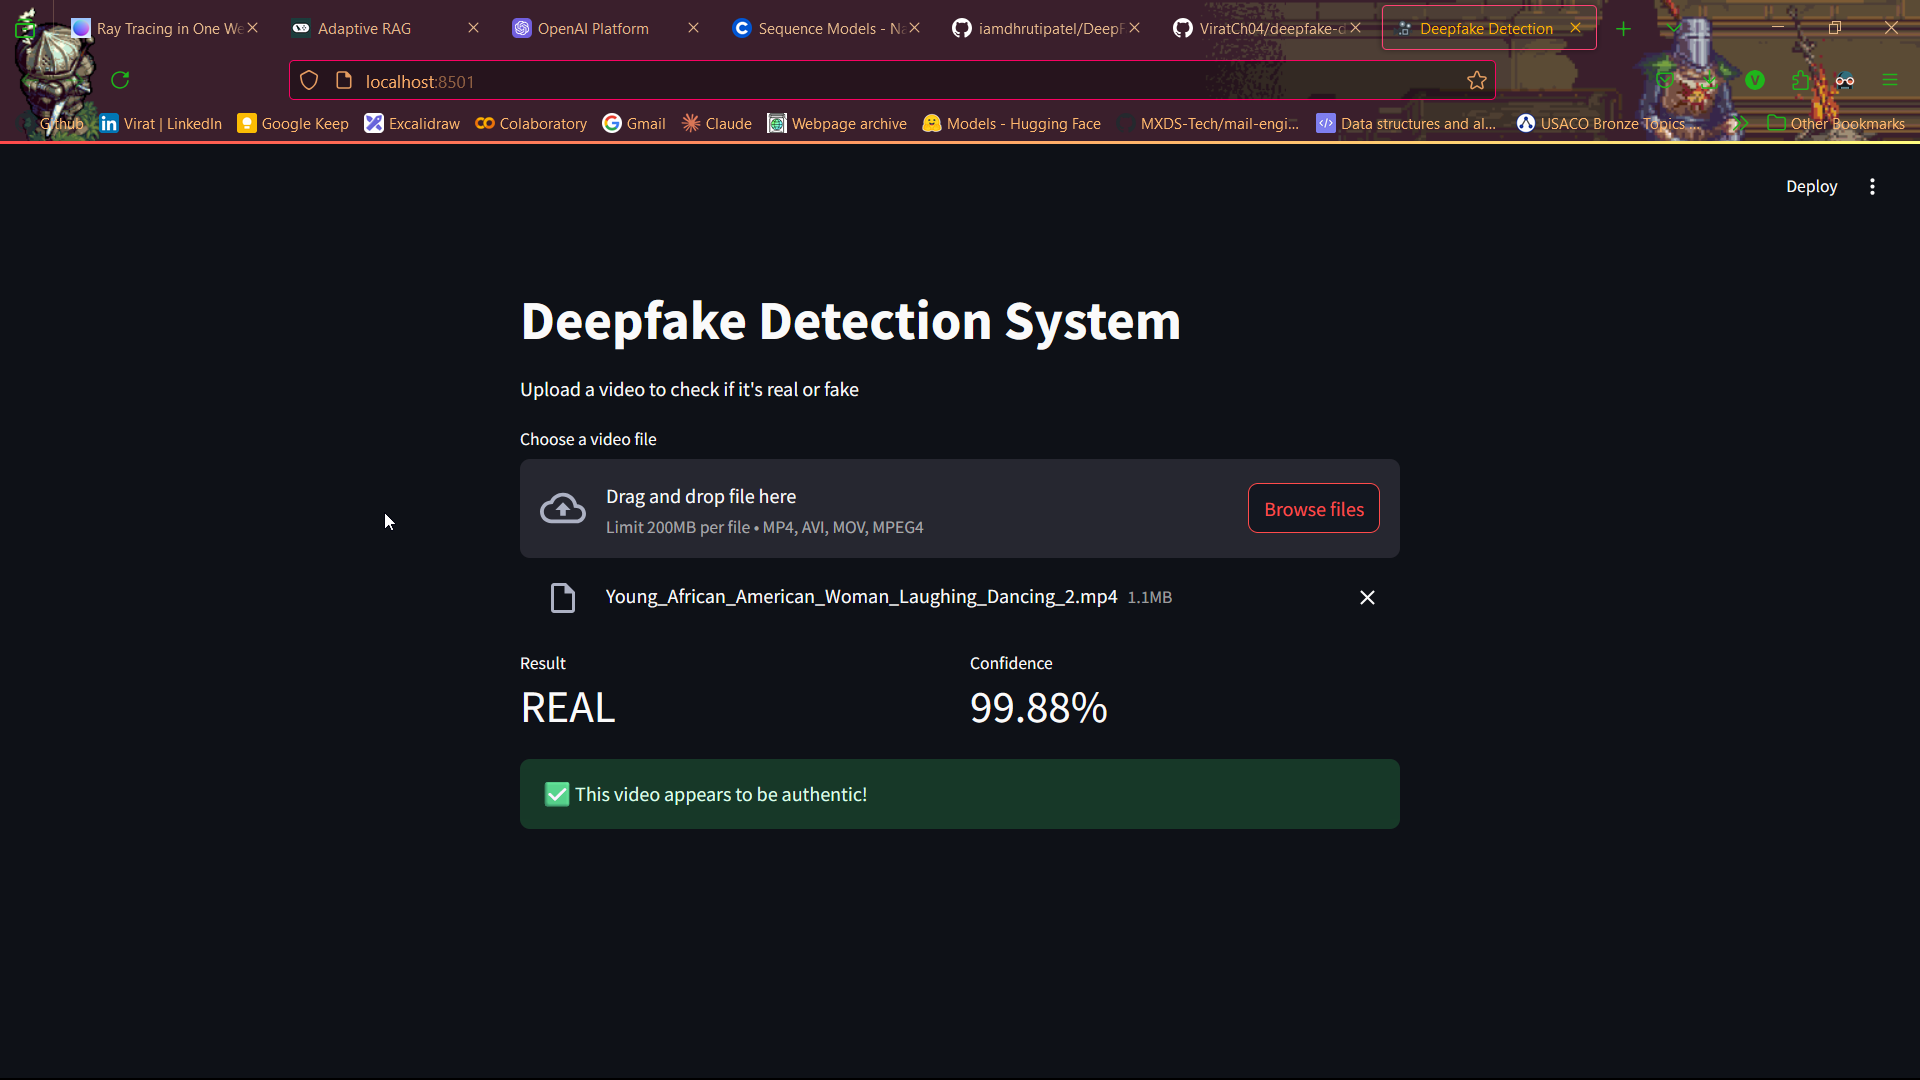 Ray Tracing in One We
Adaptive RAG
OpenAI Platform
Sequence Models - Na
iamdhrutipatel/DeepF
ViratCh04/deepfake-d
Deepfake Detection
localhost:8501
V
Github
Virat | LinkedIn
Google Keep
Excalidraw
Colaboratory
Gmail
Claude
Webpage archive
Models - Hugging Face
MXDS-Tech/mail-engi...
Data structures and al...
USACO Bronze Topics ...
Other Bookmarks
Deploy
Deepfake Detection System
Upload a video to check if it's real or fake
Choose a video file
Drag and drop file here
Limit 200MB per file • MP4, AVI, MOV, MPEG4
Browse files
Young_African_American_Woman_Laughing_Dancing_2.mp4 1.1MB
Result
Confidence
REAL
99.88%
This video appears to be authentic!